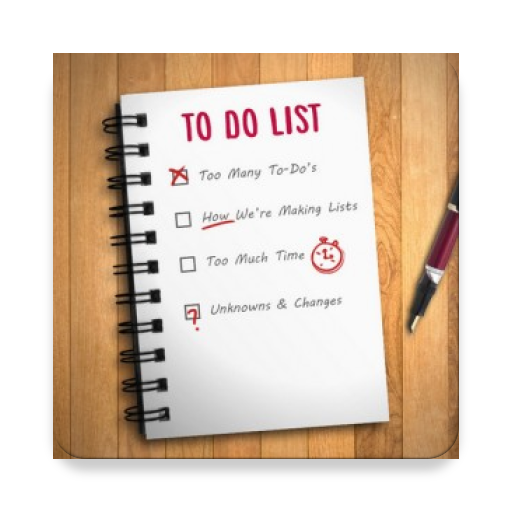 TO DO LIST
Too Many To-Do's
How We're Making Lists
Too Much Time
Unknowns & Changes
?